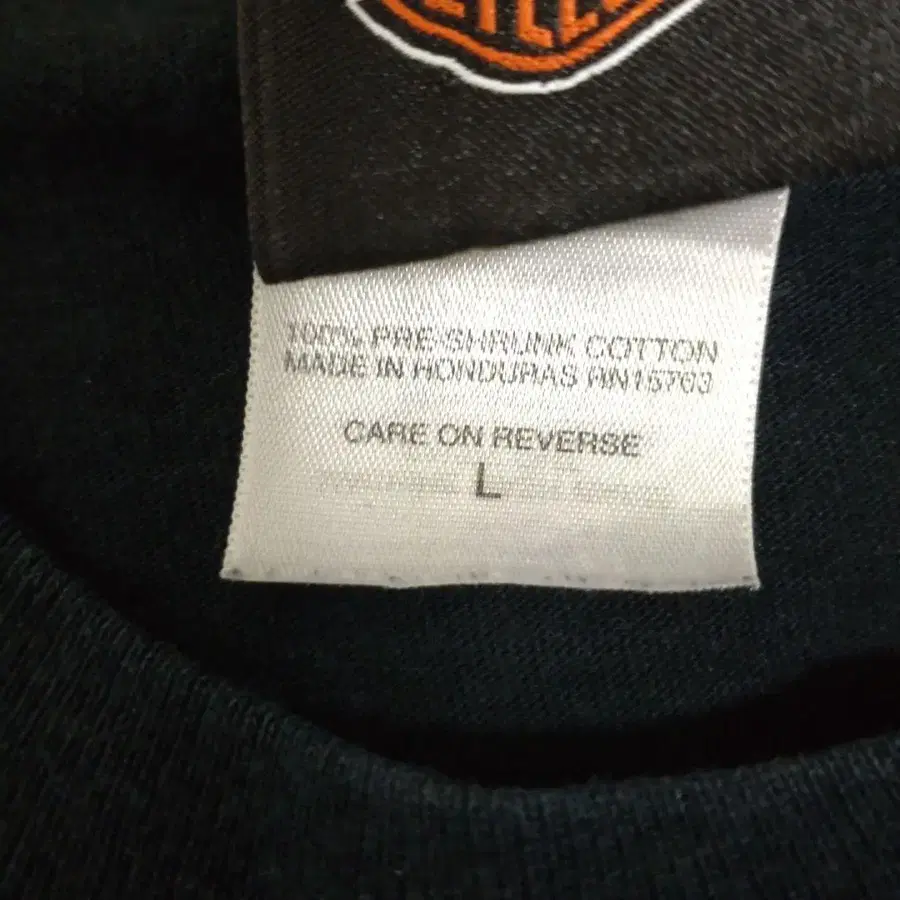 100% PRE-SHRUNK COTTON
MADE IN HONDURAS RN15763
CARE ON REVERSE
L